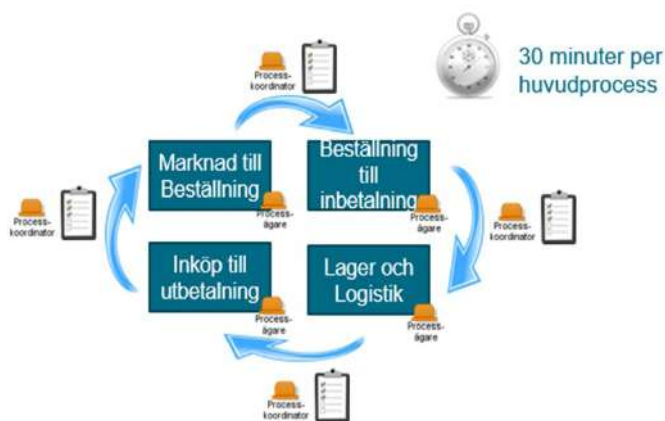 30 minuter per
huvudprocess
Process-
koordinator
Marknad till
Beställning
Process-
ägare
Beställning
till
inbetalning
Process-
ägare
Process-
koordinator
Process-
koordinator
Inköp till
utbetalning
Process-
ägare
Lager och
Logistik
Process-
ägare
Process-
koordinator